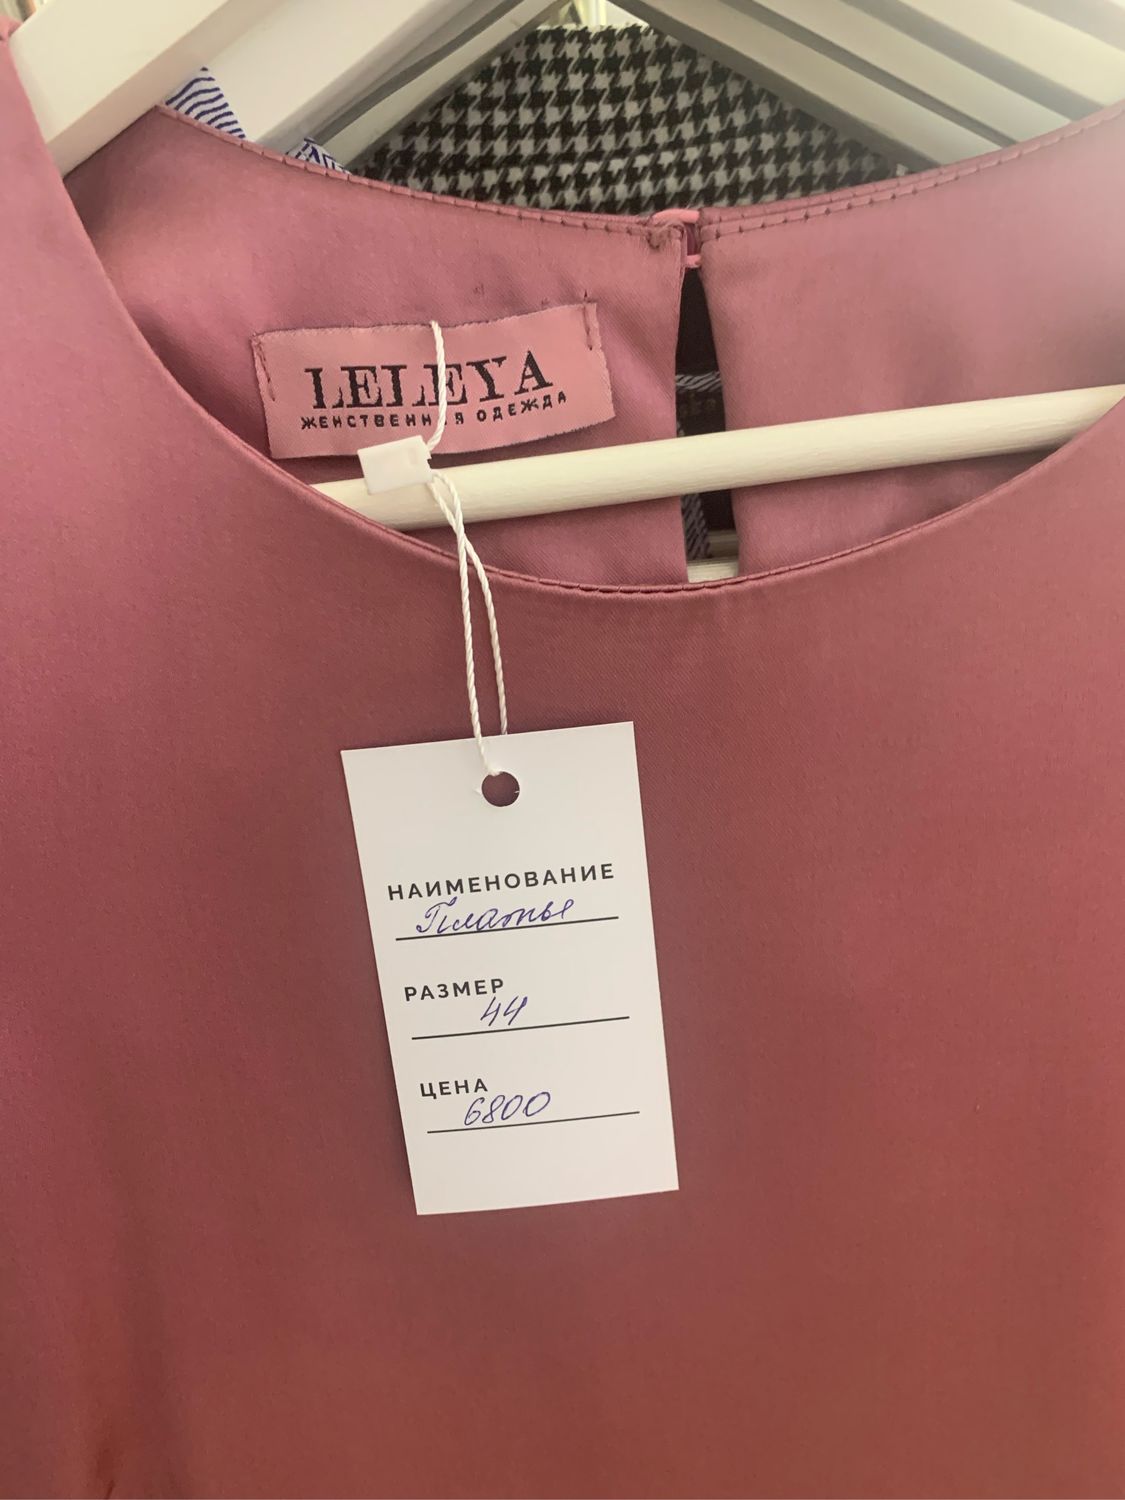 LELEYA
ЖЕНСТВЕННАЯ ОДЕЖДА
НАИМЕНОВАНИЕ
Платье
РАЗМЕР
44
ЦЕНА
6800